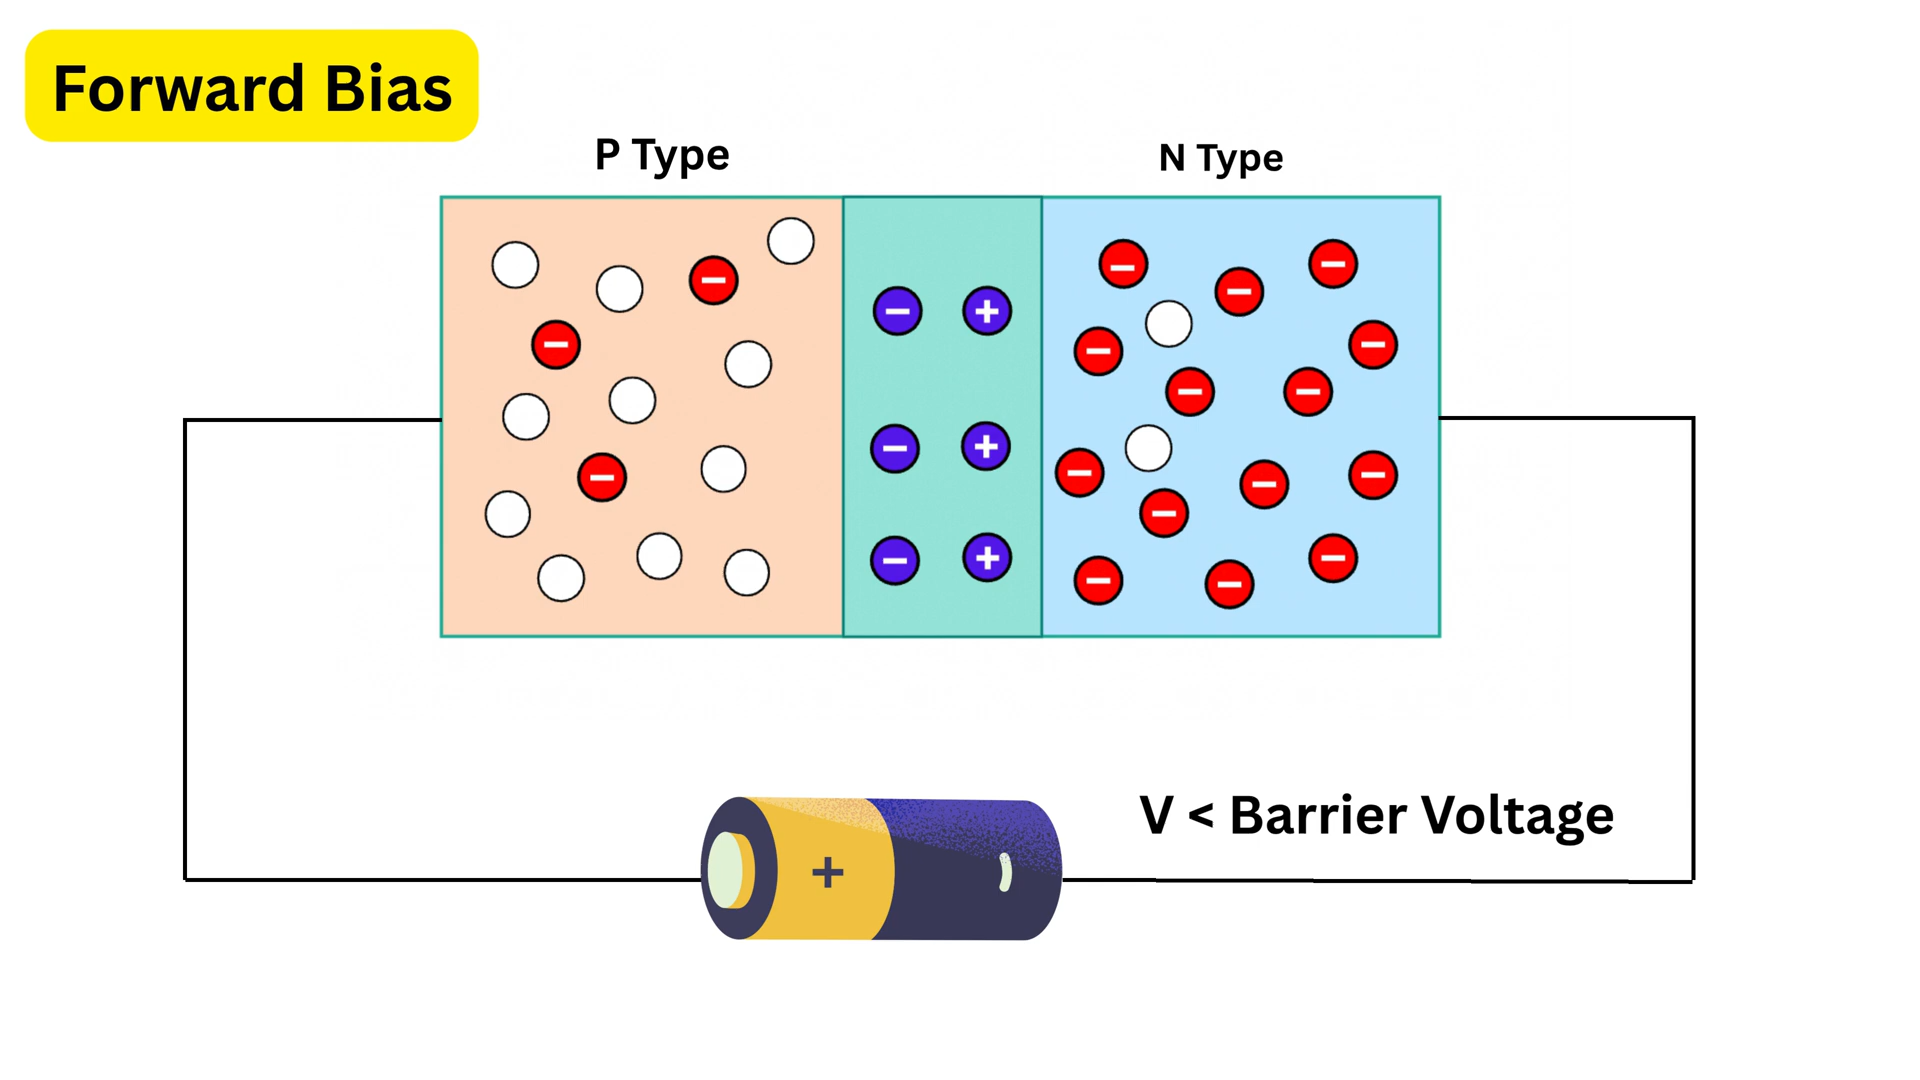 Forward Bias
P Type
N Type
V < Barrier Voltage
+